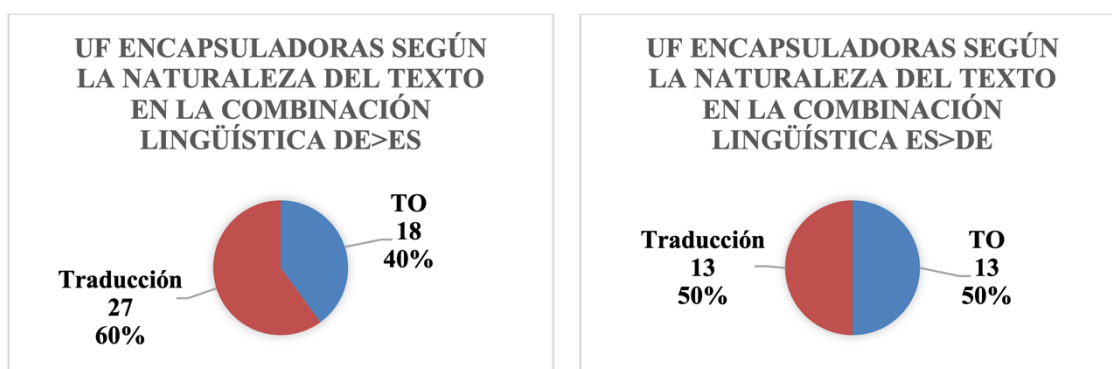 UF ENCAPSULADORAS SEGÚN
LA NATURALEZA DEL TEXTO
EN LA COMBINACIÓN
LINGÜÍSTICA DE>ES
TO
18
40%
Traducción
27
60%
UF ENCAPSULADORAS SEGÚN
LA NATURALEZA DEL TEXTO
EN LA COMBINACIÓN
LINGÜÍSTICA ES>DE
Traducción
13
50%
TO
13
50%